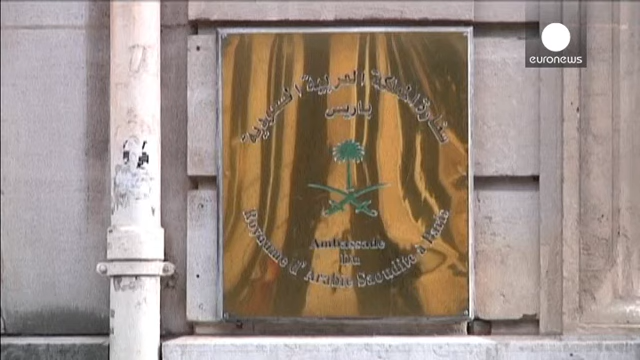 سفارة المملكة العربية السعودية
باريس
Ambassade
Du
Royaume d'Arabie Saoudite à Paris
euronews